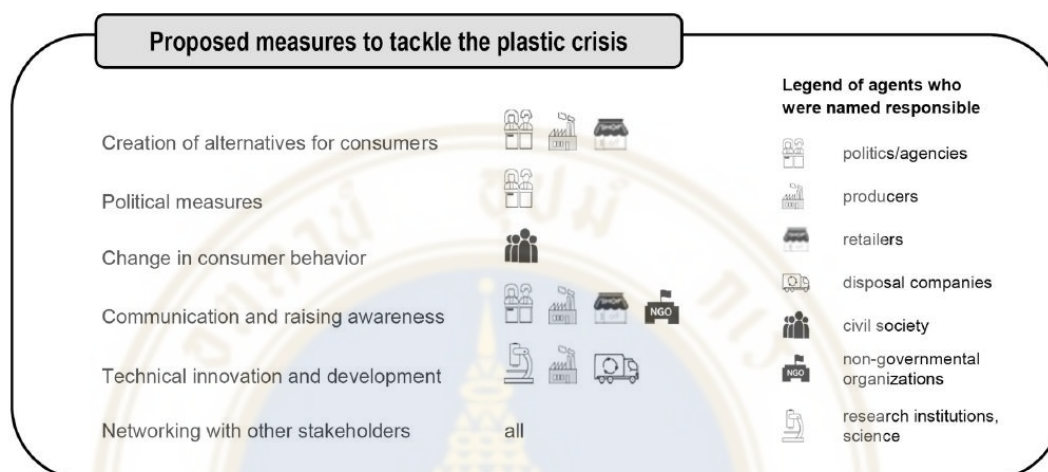 Proposed measures to tackle the plastic crisis
Legend of agents who
were named responsible
Creation of alternatives for consumers
Political measures
Change in consumer behavior
Communication and raising awareness
NGO
Technical innovation and development
Networking with other stakeholders all
politics/agencies
producers
retailers
disposal companies
civil society
NGO
non-governmental
organizations
research institutions,
science